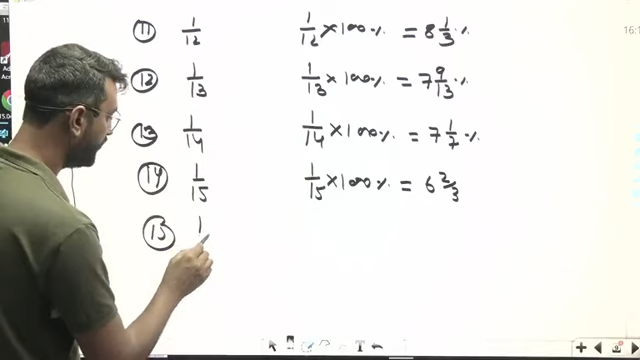 ⑪ 1/12 1/12 × 100% = 8 1/3 %
⑫ 1/13 1/13 × 100% = 7 9/13 %
⑬ 1/14 1/14 × 100% = 7 1/7 %
⑭ 1/15 1/15 × 100% = 6 2/3
⑮ 1